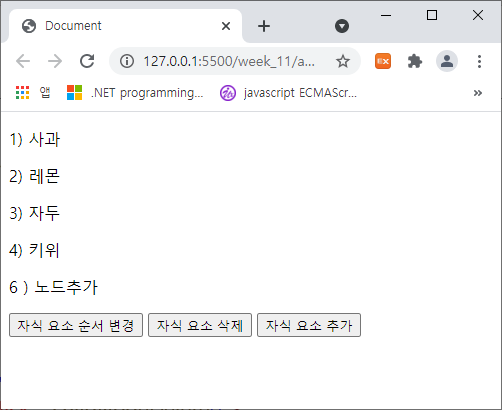 Document
127.0.0.1:5500/week_11/a...
앱 .NET programming... javascript ECMAScr...
1) 사과
2) 레몬
3) 자두
4) 키위
6 ) 노드추가
자식 요소 순서 변경 자식 요소 삭제 자식 요소 추가